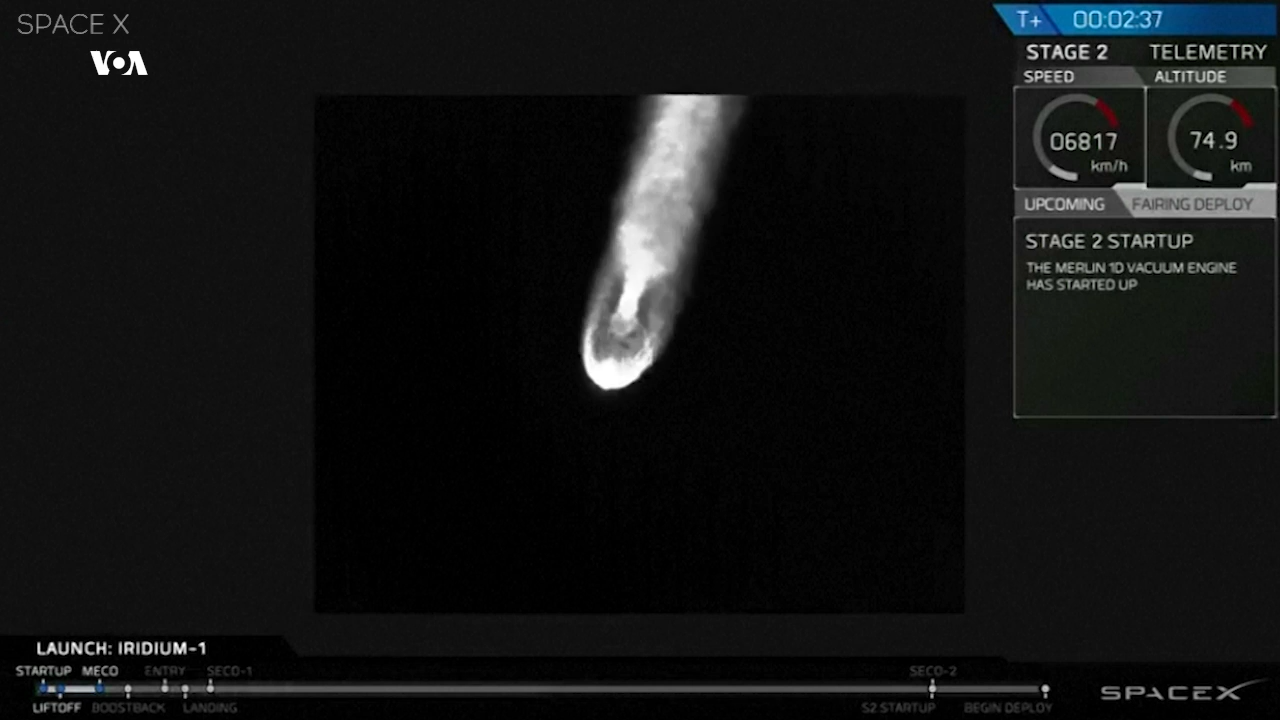 SPACE X
VOA
T+ 00:02:37
STAGE 2 TELEMETRY
SPEED ALTITUDE
06817 74.9
km/h km
UPCOMING FAIRING DEPLOY
STAGE 2 STARTUP
THE MERLIN 1D VACUUM ENGINE
HAS STARTED UP
LAUNCH: IRIDIUM-1
STARTUP MECO ENTRY SECO-1 SECO-2
LIFTOFF BOOSTBACK LANDING S2 STARTUP BEGIN DEPLOY
SPACEX